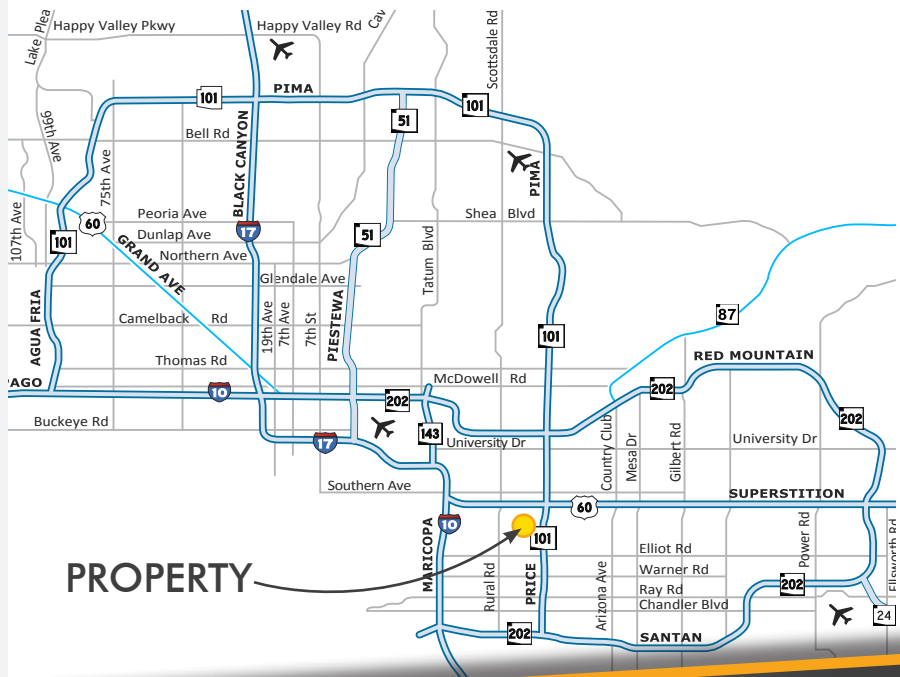 Happy Valley Pkwy
Happy Valley Rd
Lake Plea
Cav
Scottsdale Rd
101
PIMA
101
51
99th Ave
Bell Rd
BLACK CANYON
75th Ave
PIMA
107th Ave
60
Peoria Ave
Shea Blvd
17
Dunlap Ave
51
101
GRAND AVE
Northern Ave
Tatum Blvd
Glendale Ave
AGUA FRIA
Camelback Rd
19th Ave
7th Ave
7th St
PIESTEWA
87
101
Thomas Rd
RED MOUNTAIN
PAGO
McDowell Rd
10
202
202
Buckeye Rd
202
143
17
University Dr
Country Club
Mesa Dr
Gilbert Rd
University Dr
Southern Ave
SUPERSTITION
60
10
MARICOPA
101
Power Rd
Ellsworth Rd
Elliot Rd
PROPERTY
Rural Rd
PRICE
Arizona Ave
Warner Rd
202
Ray Rd
Chandler Blvd
24
202
SANTAN